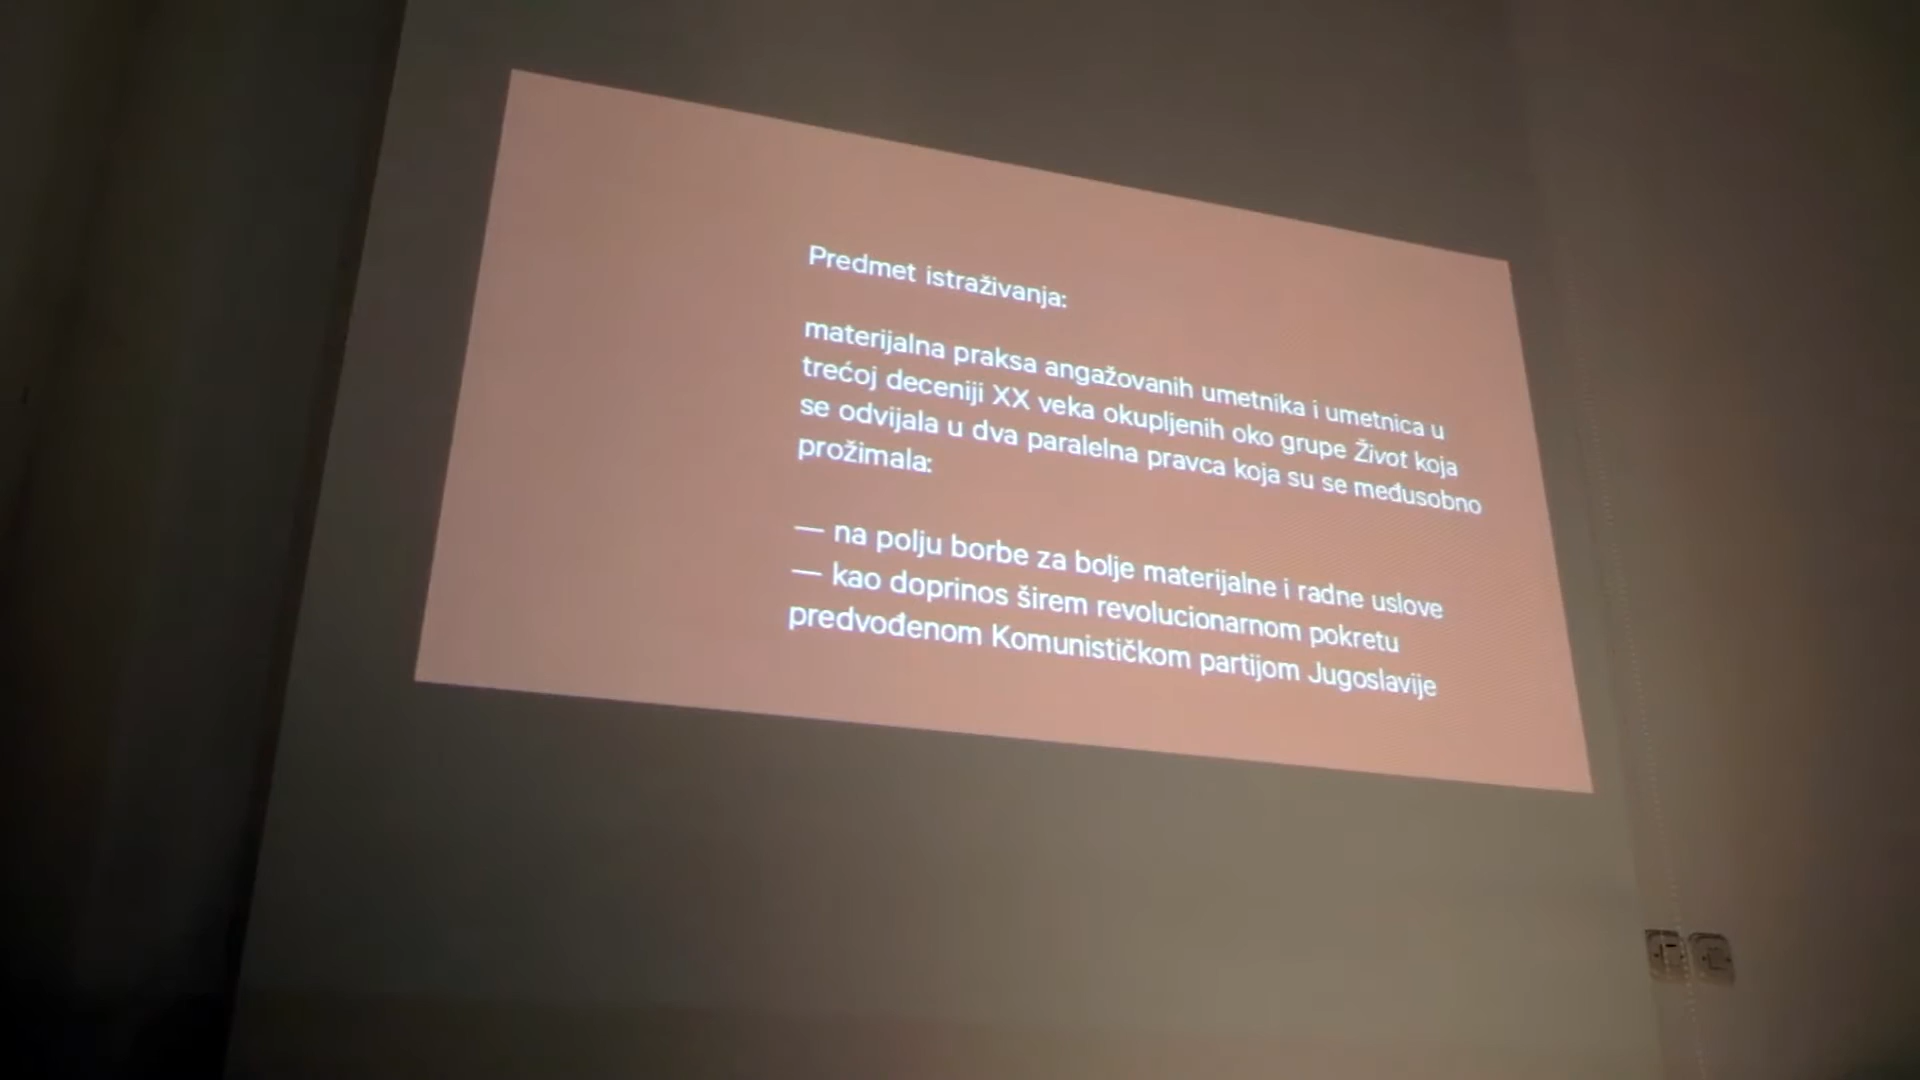 Predmet istraživanja:
materijalna praksa angažovanih umetnika i umetnica u
trećoj deceniji XX veka okupljenih oko grupe Život koja
se odvijala u dva paralelna pravca koja su se međusobno
prožimala:
— na polju borbe za bolje materijalne i radne uslove
— kao doprinos širem revolucionarnom pokretu
predvođenom Komunističkom partijom Jugoslavije